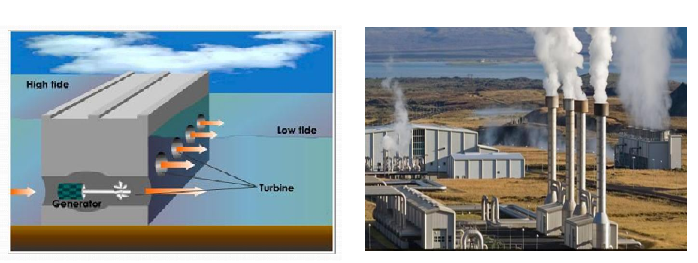 High tide
Low tide
Turbine
Generator